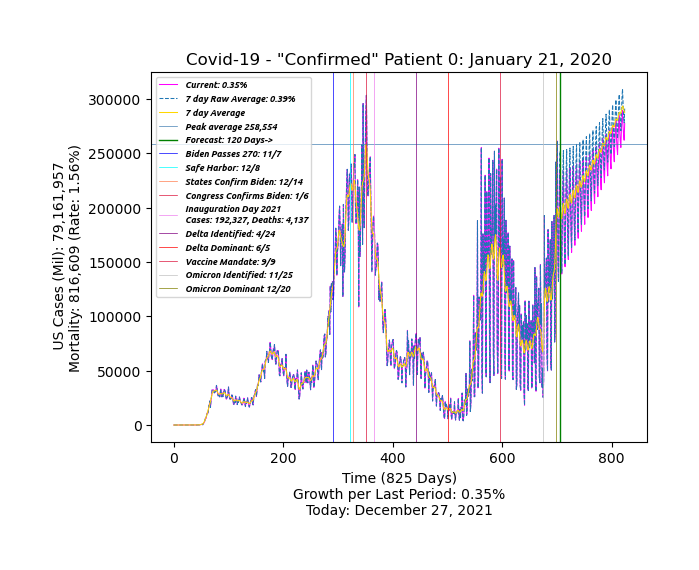 Covid-19 - "Confirmed" Patient 0: January 21, 2020
Current: 0.35%
7 day Raw Average: 0.39%
7 day Average
Peak average 258,554
Forecast: 120 Days->
Biden Passes 270: 11/7
Safe Harbor: 12/8
States Confirm Biden: 12/14
Congress Confirms Biden: 1/6
Inauguration Day 2021
Cases: 192,327, Deaths: 4,137
Delta Identified: 4/24
Delta Dominant: 6/5
Vaccine Mandate: 9/9
Omicron Identified: 11/25
Omicron Dominant 12/20
300000
250000
200000
150000
100000
50000
0
US Cases (Mil): 79,161,957
Mortality: 816,609 (Rate: 1.56%)
0 200 400 600 800
Time (825 Days)
Growth per Last Period: 0.35%
Today: December 27, 2021